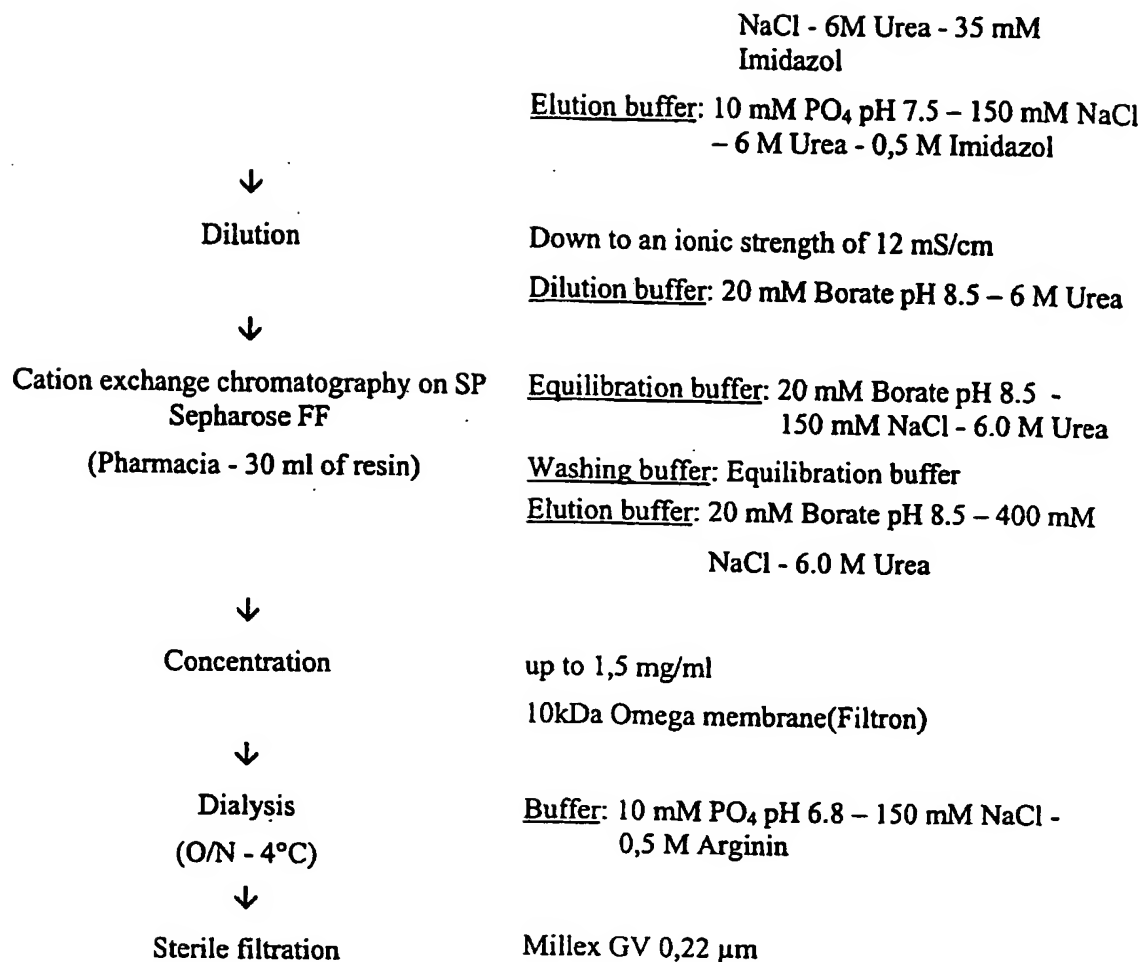 NaCl - 6M Urea - 35 mM
Imidazol
Elution buffer: 10 mM PO₄ pH 7.5 – 150 mM NaCl
– 6 M Urea - 0,5 M Imidazol
↓
Dilution
Down to an ionic strength of 12 mS/cm
Dilution buffer: 20 mM Borate pH 8.5 – 6 M Urea
↓
Cation exchange chromatography on SP
Sepharose FF
(Pharmacia - 30 ml of resin)
Equilibration buffer: 20 mM Borate pH 8.5 -
150 mM NaCl - 6.0 M Urea
Washing buffer: Equilibration buffer
Elution buffer: 20 mM Borate pH 8.5 – 400 mM
NaCl - 6.0 M Urea
↓
Concentration
up to 1,5 mg/ml
10kDa Omega membrane(Filtron)
↓
Dialysis
(O/N - 4°C)
Buffer: 10 mM PO₄ pH 6.8 – 150 mM NaCl -
0,5 M Arginin
↓
Sterile filtration
Millex GV 0,22 µm